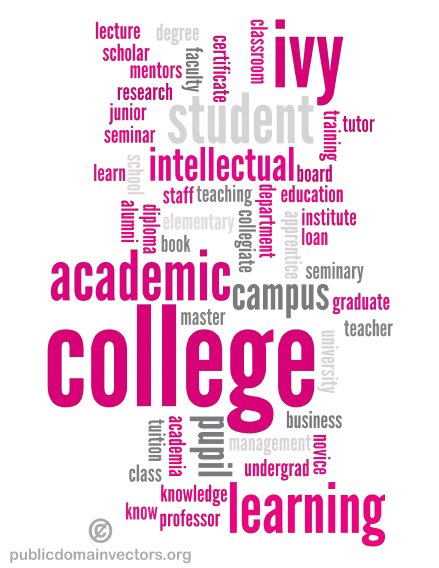 lecture
degree
classroom
ivy
scholar
faculty
certificate
mentors
research
student
junior
training
tutor
seminar
intellectual
school
learn
board
staff
teaching
department
education
alumni
diploma
elementary
collegiate
apprentice
institute
book
loan
academic
seminary
campus
graduate
master
teacher
college
university
tuition
academia
pupil
business
management
novice
class
undergrad
knowledge
learning
know
professor
publicdomainvectors.org